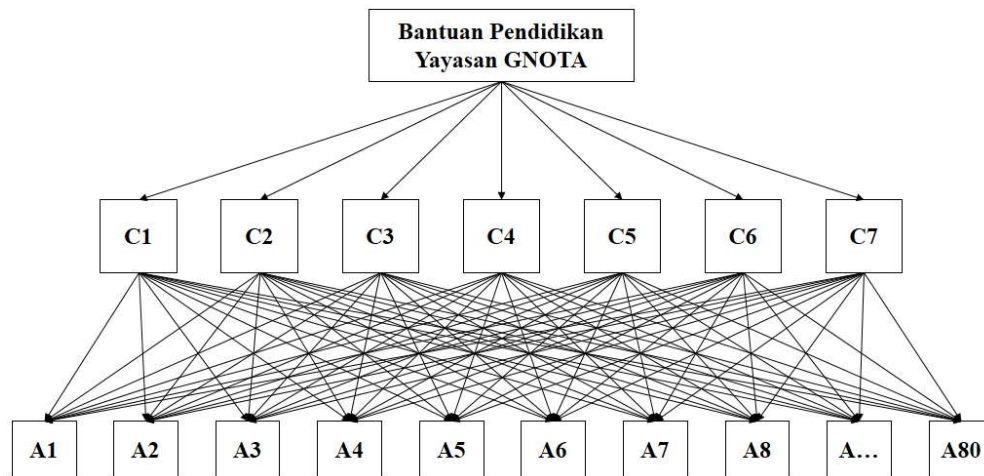 Bantuan Pendidikan
Yayasan GNOTA
C1 C2 C3 C4 C5 C6 C7
A1 A2 A3 A4 A5 A6 A7 A8 A... A80